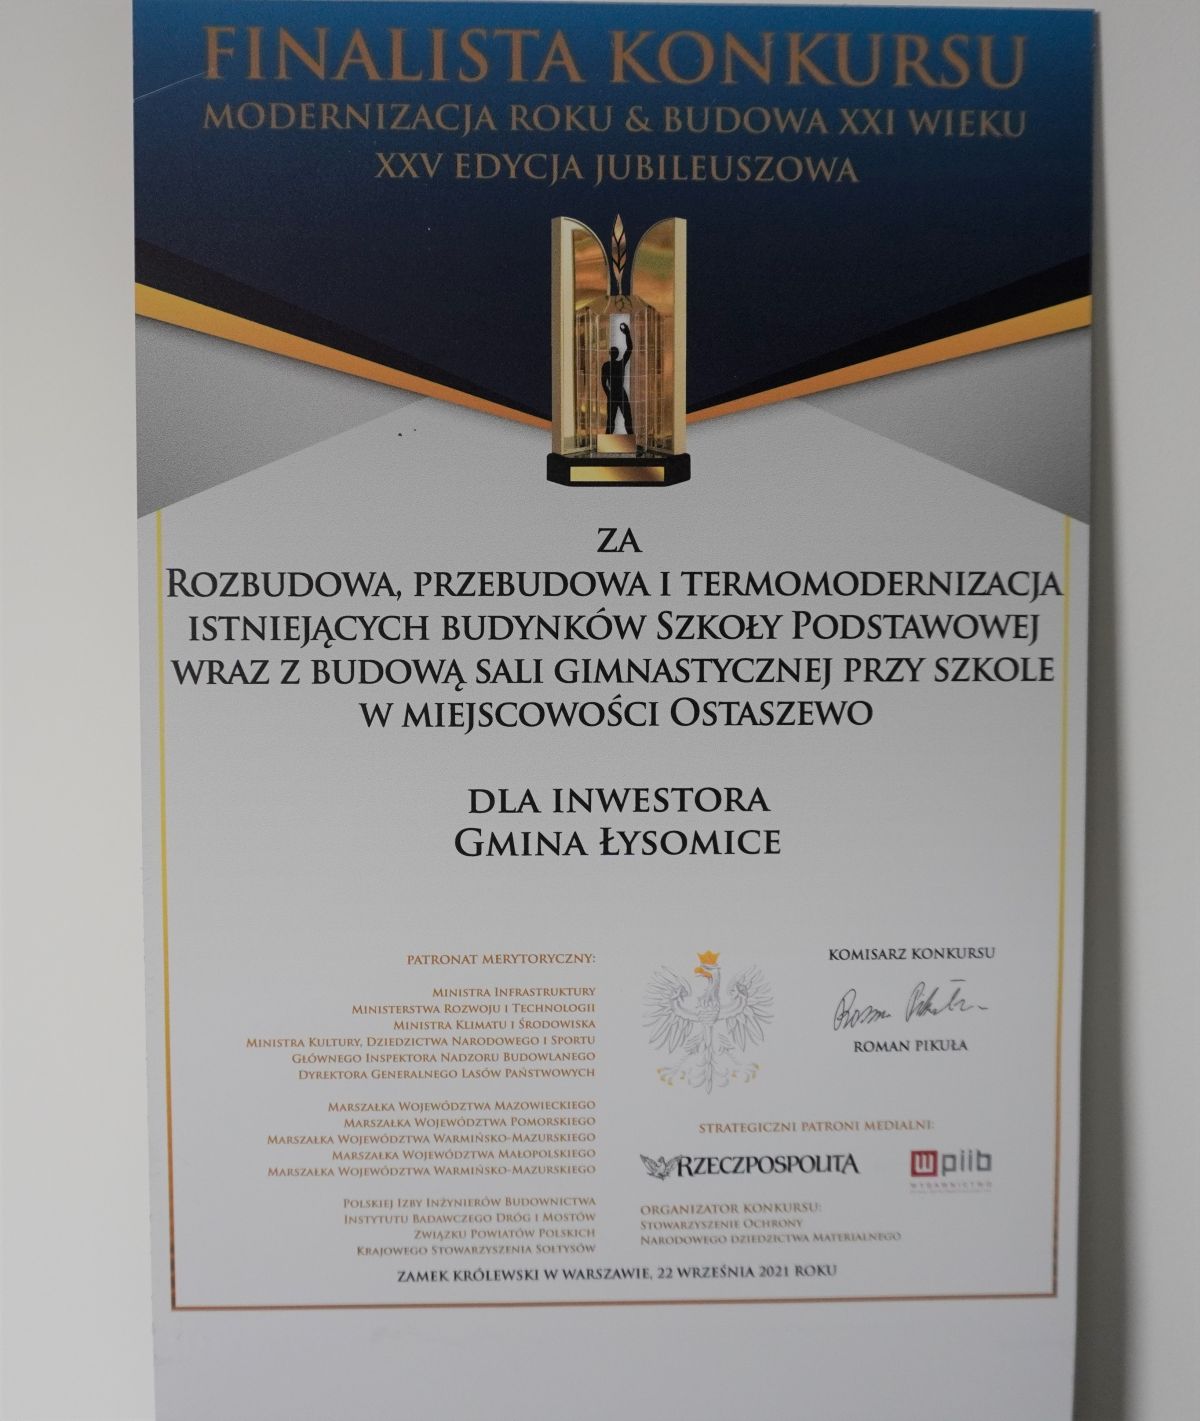 FINALISTA KONKURSU
MODERNIZACJA ROKU & BUDOWA XXI WIEKU
XXV EDYCJA JUBILEUSZOWA
ZA
ROZBUDOWA, PRZEBUDOWA I TERMOMODERNIZACJA
ISTNIEJĄCYCH BUDYNKÓW SZKOŁY PODSTAWOWEJ
WRAZ Z BUDOWĄ SALI GIMNASTYCZNEJ PRZY SZKOLE
W MIEJSCOWOŚCI OSTASZEWO
DLA INWESTORA
GMINA ŁYSOMICE
PATRONAT MERYTORYCZNY:
MINISTRA INFRASTRUKTURY
MINISTERSTWA ROZWOJU I TECHNOLOGII
MINISTRA KLIMATU I ŚRODOWISKA
MINISTRA KULTURY, DZIEDZICTWA NARODOWEGO I SPORTU
GŁÓWNEGO INSPEKTORA NADZORU BUDOWLANEGO
DYREKTORA GENERALNEGO LASÓW PAŃSTWOWYCH
MARSZAŁKA WOJEWÓDZTWA MAZOWIECKIEGO
MARSZAŁKA WOJEWÓDZTWA POMORSKIEGO
MARSZAŁKA WOJEWÓDZTWA WARMIŃSKO-MAZURSKIEGO
MARSZAŁKA WOJEWÓDZTWA MAŁOPOLSKIEGO
MARSZAŁKA WOJEWÓDZTWA WARMIŃSKO-MAZURSKIEGO
POLSKIEJ IZBY INŻYNIERÓW BUDOWNICTWA
INSTYTUTU BADAWCZEGO DRÓG I MOSTÓW
ZWIĄZKU POWIATÓW POLSKICH
KRAJOWEGO STOWARZYSZENIA SOŁTYSÓW
KOMISARZ KONKURSU
ROMAN PIKUŁA
STRATEGICZNI PATRONI MEDIALNI:
RZECZPOSPOLITA
wpiib
WYDAWNICTWO
ORGANIZATOR KONKURSU:
STOWARZYSZENIE OCHRONY
NARODOWEGO DZIEDZICTWA MATERIALNEGO
ZAMEK KRÓLEWSKI W WARSZAWIE, 22 WRZEŚNIA 2021 ROKU